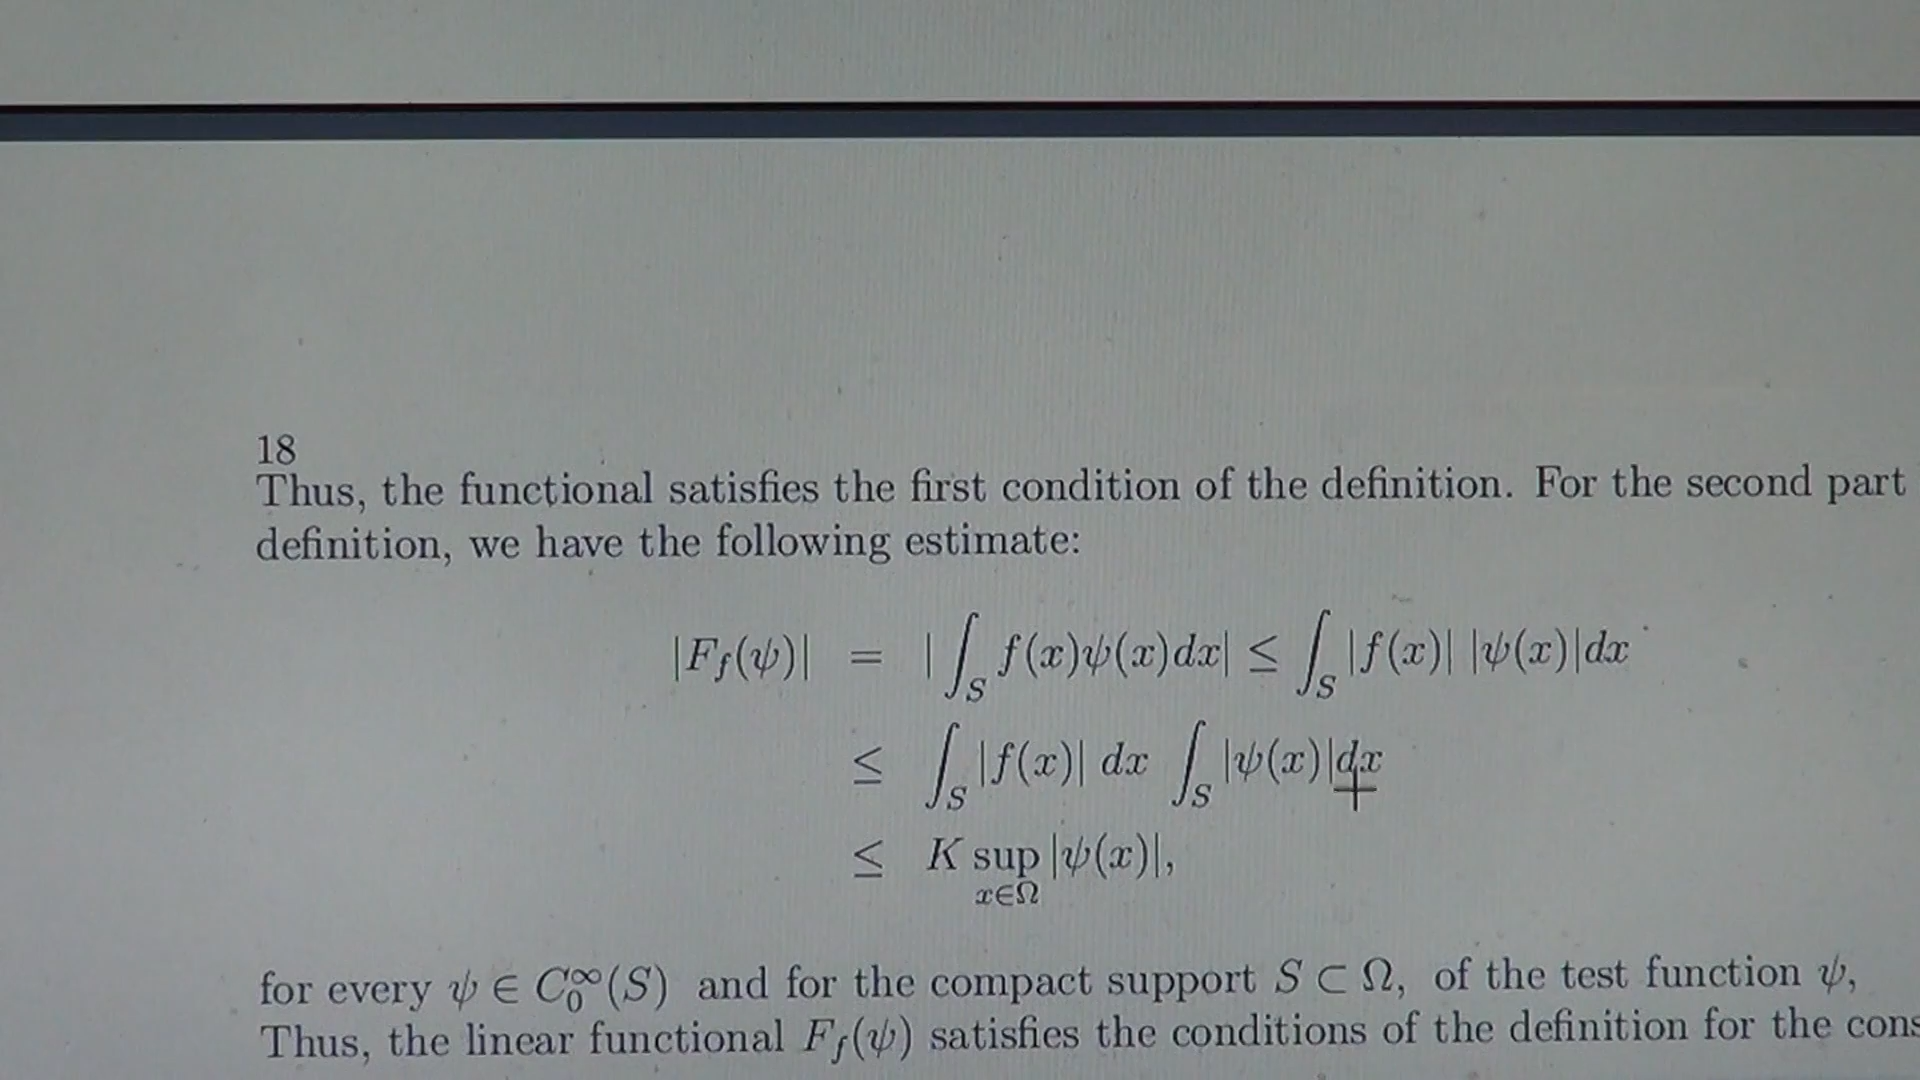 18
Thus, the functional satisfies the first condition of the definition. For the second part
definition, we have the following estimate:
|F_f(ψ)| = |∫_S f(x)ψ(x)dx| ≤ ∫_S |f(x)| |ψ(x)|dx
≤ ∫_S |f(x)| dx ∫_S |ψ(x)|dx
≤ K sup_{x∈Ω} |ψ(x)|,
for every ψ ∈ C_0^∞(S) and for the compact support S ⊂ Ω, of the test function ψ,
Thus, the linear functional F_f(ψ) satisfies the conditions of the definition for the cons